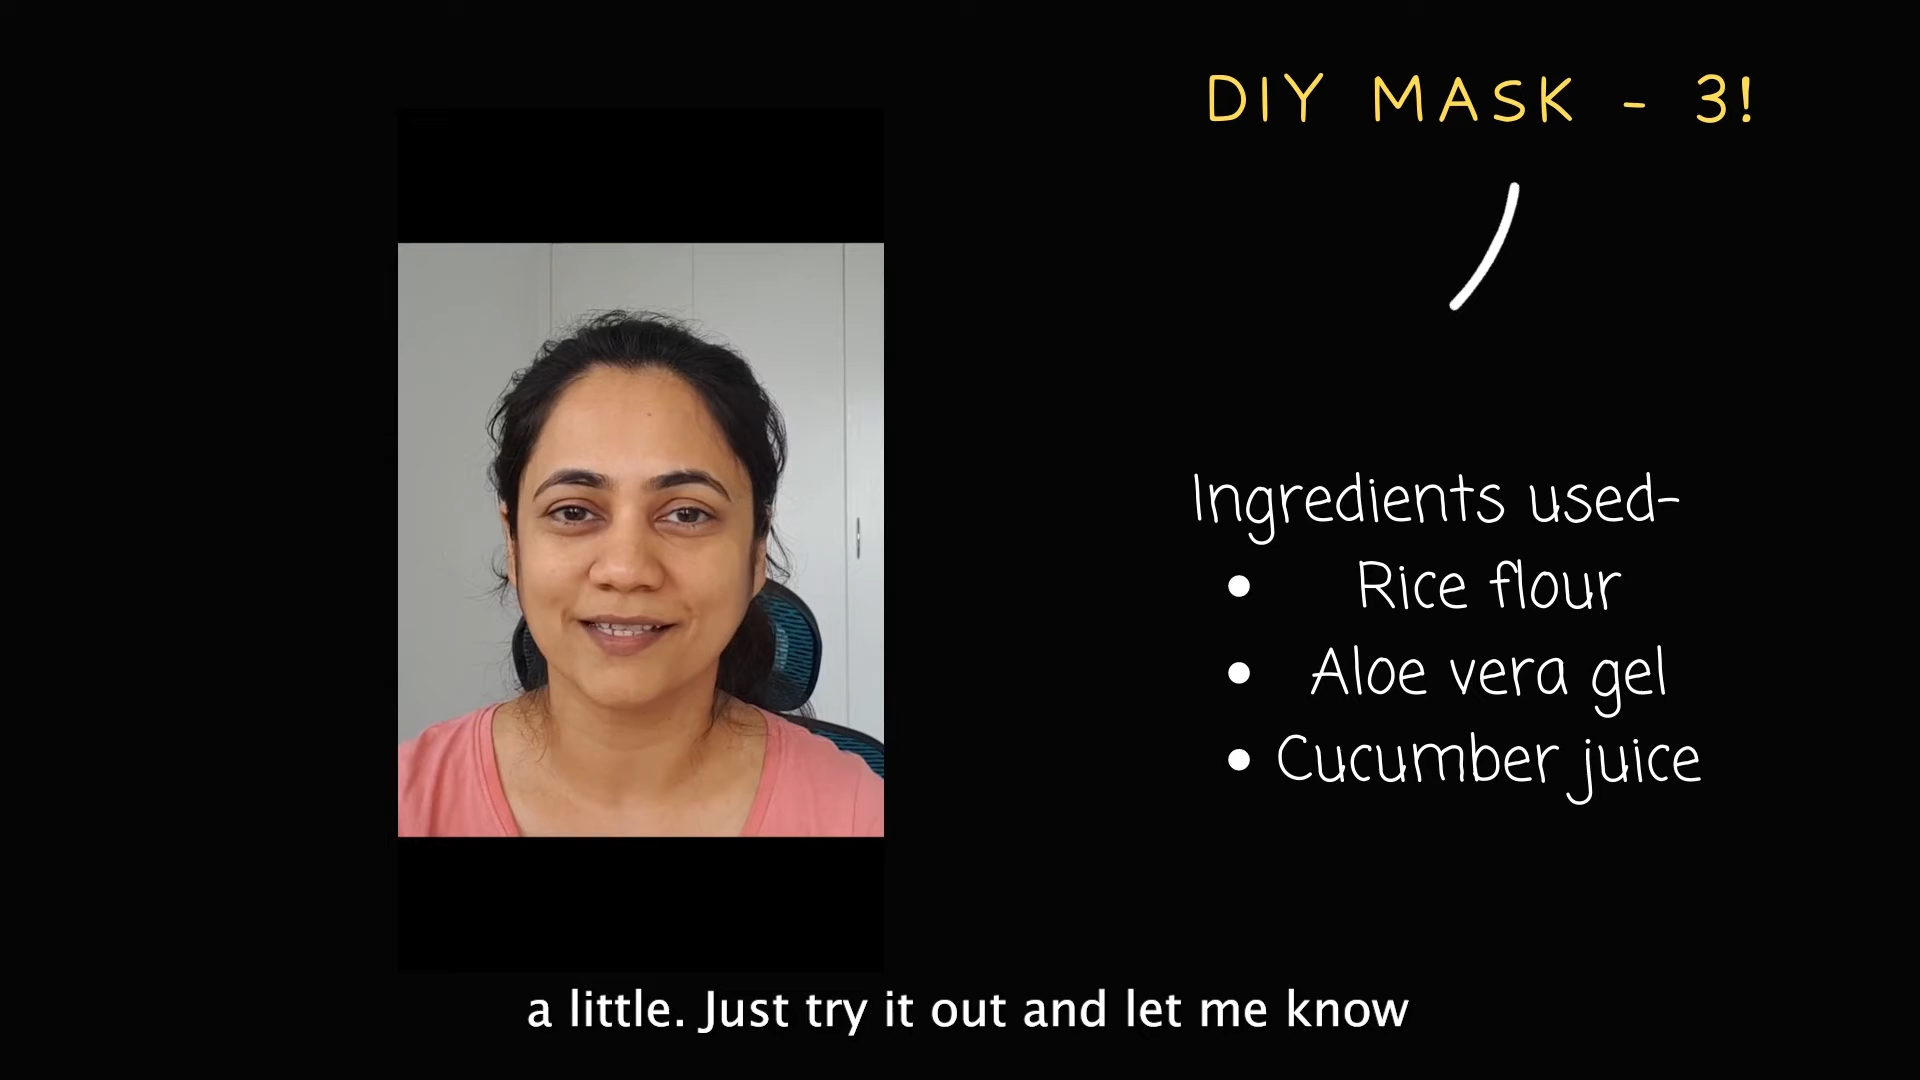 DIY MASK - 3!
Ingredients used-
• Rice flour
• Aloe vera gel
• Cucumber juice
a little. Just try it out and let me know